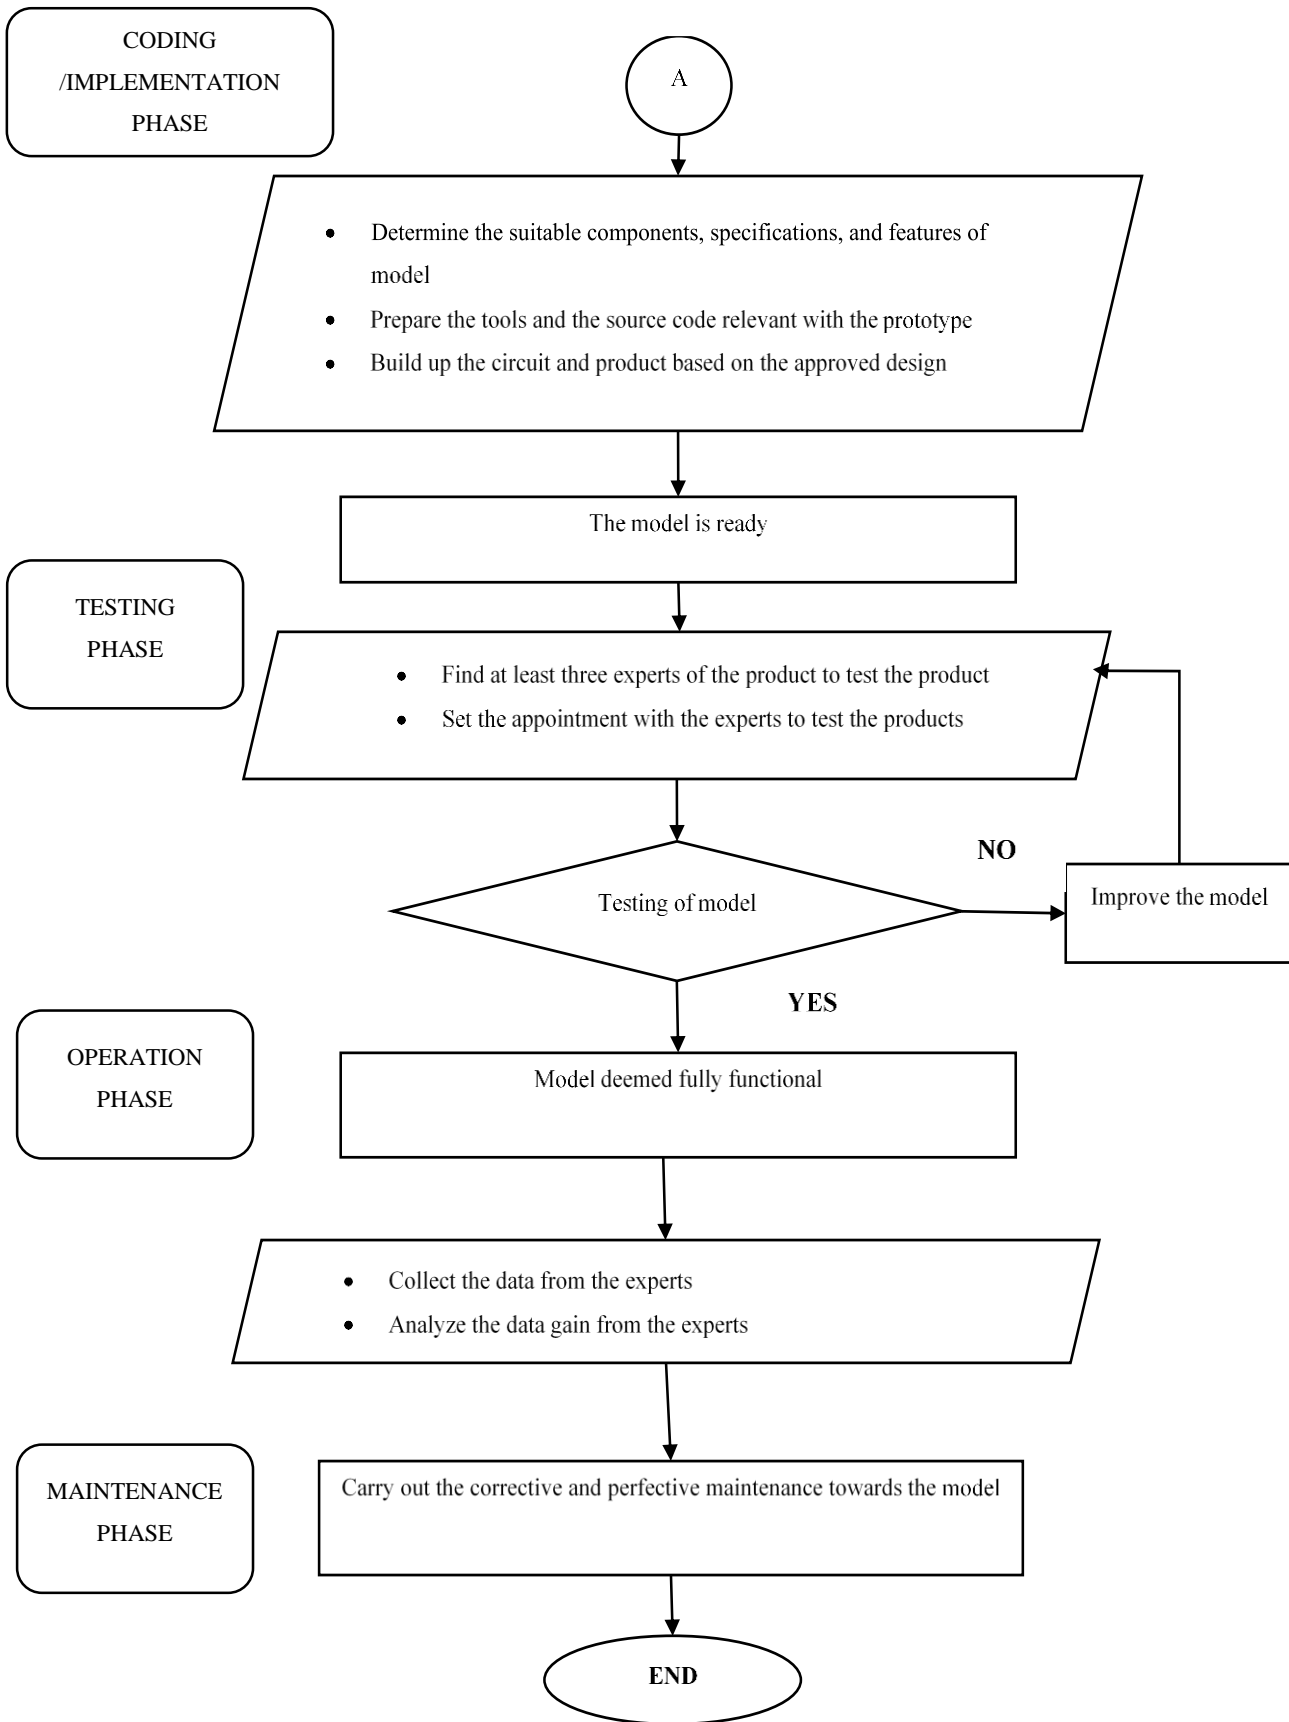 CODING
/IMPLEMENTATION
PHASE
A
• Determine the suitable components, specifications, and features of
model
• Prepare the tools and the source code relevant with the prototype
• Build up the circuit and product based on the approved design
The model is ready
TESTING
PHASE
• Find at least three experts of the product to test the product
• Set the appointment with the experts to test the products
NO
Testing of model
Improve the model
YES
OPERATION
PHASE
Model deemed fully functional
• Collect the data from the experts
• Analyze the data gain from the experts
MAINTENANCE
PHASE
Carry out the corrective and perfective maintenance towards the model
END